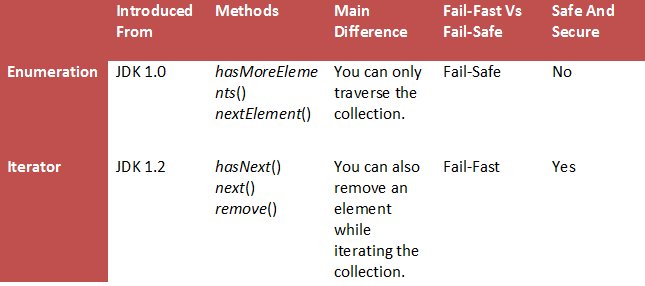 Introduced From
Methods
Main Difference
Fail-Fast Vs Fail-Safe
Safe And Secure
Enumeration
JDK 1.0
hasMoreEleme
nts()
nextElement()
You can only
traverse the
collection.
Fail-Safe
No
Iterator
JDK 1.2
hasNext()
next()
remove()
You can also
remove an
element
while
iterating the
collection.
Fail-Fast
Yes